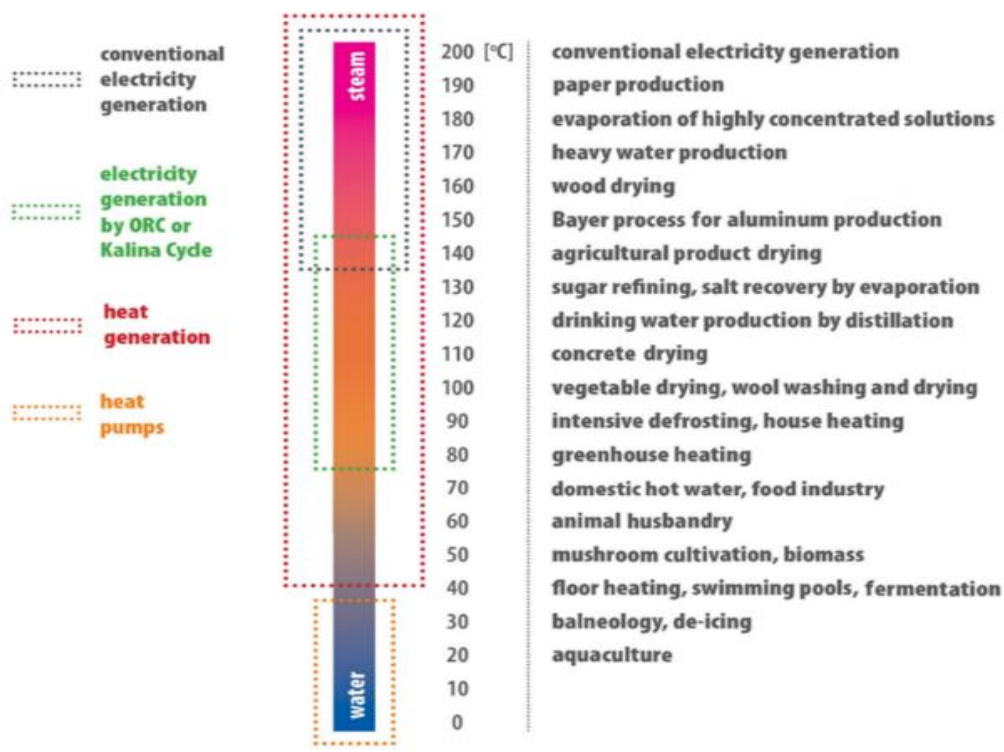 conventional
electricity
generation
electricity
generation
by ORC or
Kalina Cycle
heat
generation
heat
pumps
steam
water
200 [°C] conventional electricity generation
190 paper production
180 evaporation of highly concentrated solutions
170 heavy water production
160 wood drying
150 Bayer process for aluminum production
140 agricultural product drying
130 sugar refining, salt recovery by evaporation
120 drinking water production by distillation
110 concrete drying
100 vegetable drying, wool washing and drying
90 intensive defrosting, house heating
80 greenhouse heating
70 domestic hot water, food industry
60 animal husbandry
50 mushroom cultivation, biomass
40 floor heating, swimming pools, fermentation
30 balneology, de-icing
20 aquaculture
10
0